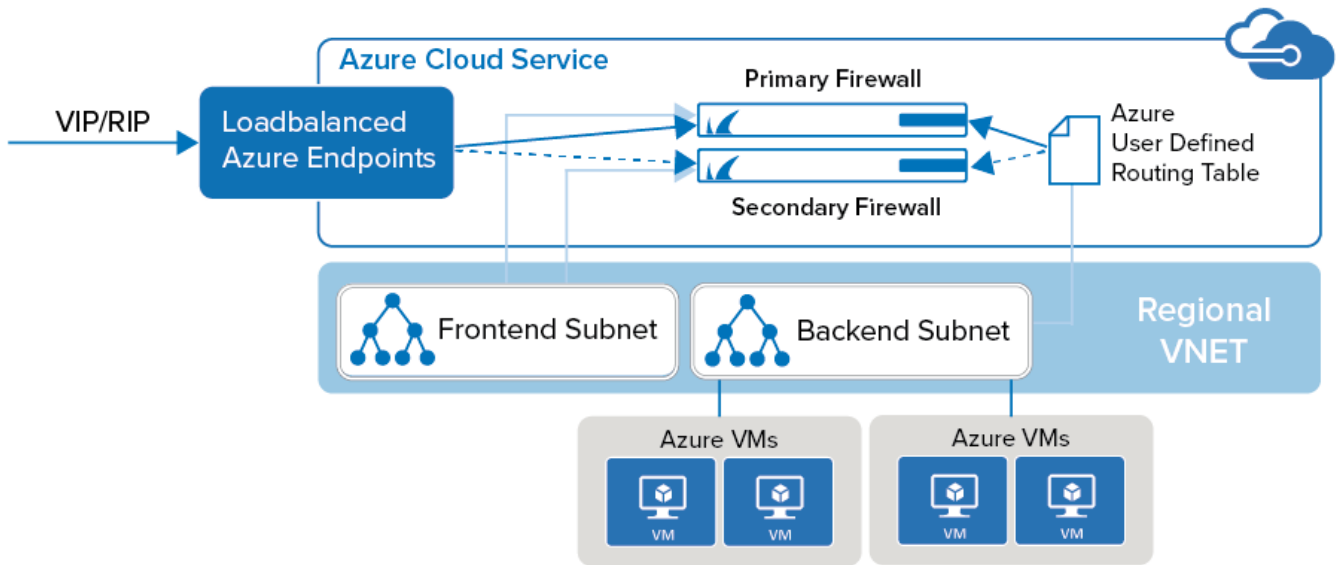 Azure Cloud Service
Primary Firewall
VIP/RIP
Loadbalanced
Azure Endpoints
Azure
User Defined
Routing Table
Secondary Firewall
Frontend Subnet
Backend Subnet
Regional
VNET
Azure VMs
Azure VMs
VM
VM
VM
VM